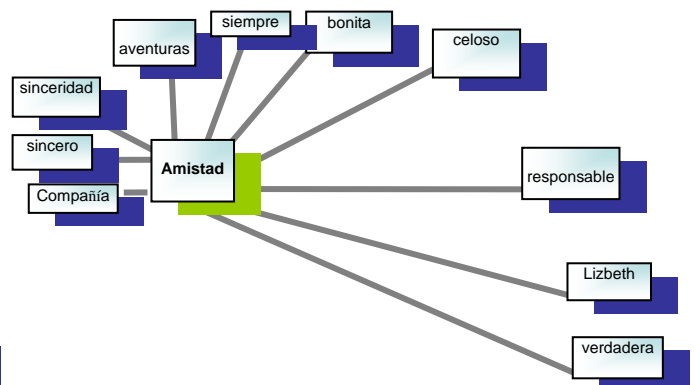 siempre
bonita
aventuras
celoso
sinceridad
sincero
Amistad
responsable
Compañía
Lizbeth
verdadera